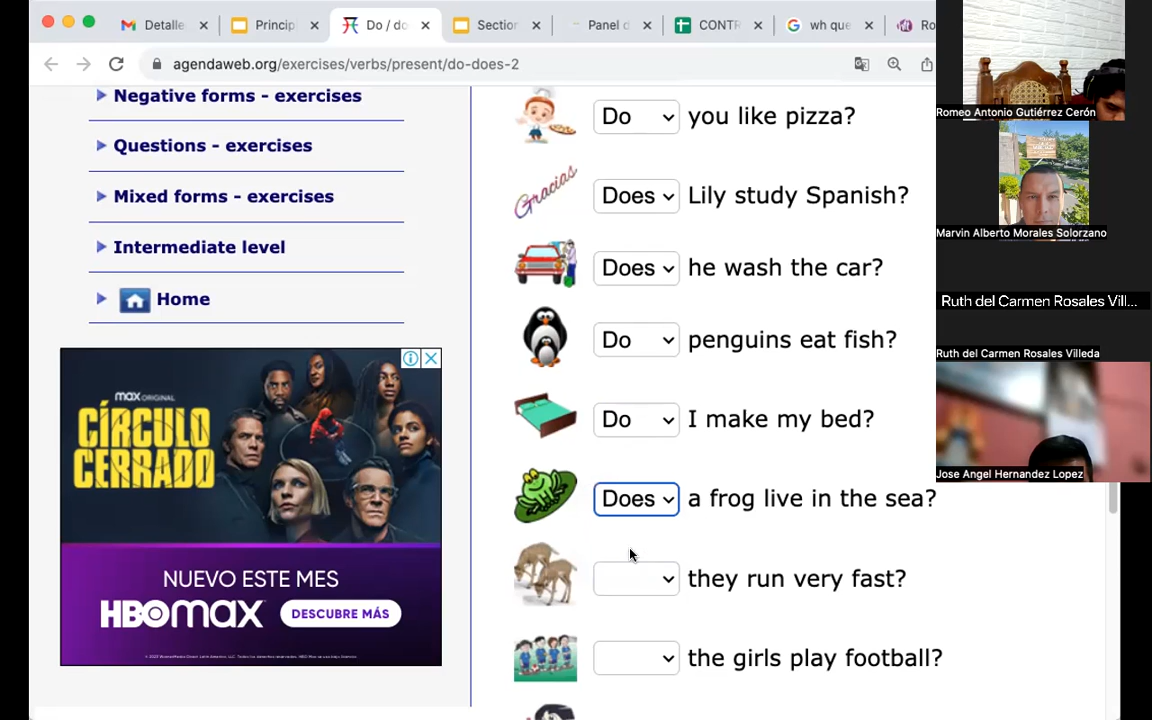 Detalle
Princip
Do / do
Section
Panel d
CONTR
wh que
Ro
agendaweb.org/exercises/verbs/present/do-does-2
Negative forms - exercises
Questions - exercises
Mixed forms - exercises
Intermediate level
Home
max ORIGINAL
CÍRCULO
CERRADO
NUEVO ESTE MES
HBOmax
DESCUBRE MÁS
Do you like pizza?
Gracias
Does Lily study Spanish?
Does he wash the car?
Do penguins eat fish?
Do I make my bed?
Does a frog live in the sea?
they run very fast?
the girls play football?
Romeo Antonio Gutiérrez Cerón
Marvin Alberto Morales Solorzano
Ruth del Carmen Rosales Vill...
Ruth del Carmen Rosales Villeda
Jose Angel Hernandez Lopez